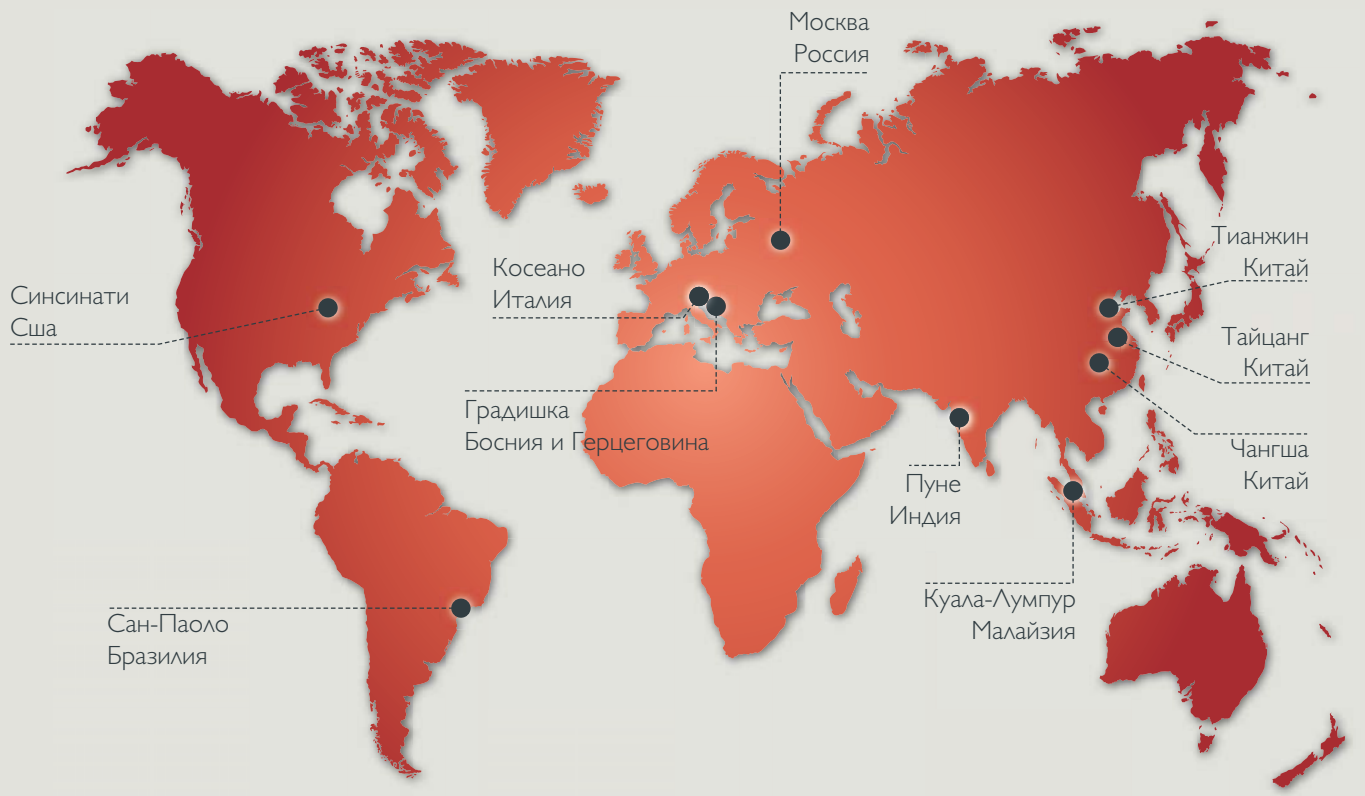 Москва
Россия
Тианжин
Китай
Косеано
Италия
Синсинати
Сша
Тайцанг
Китай
Градишка
Босния и Герцеговина
Чангша
Китай
Пуне
Индия
Куала-Лумпур
Малайзия
Сан-Паоло
Бразилия